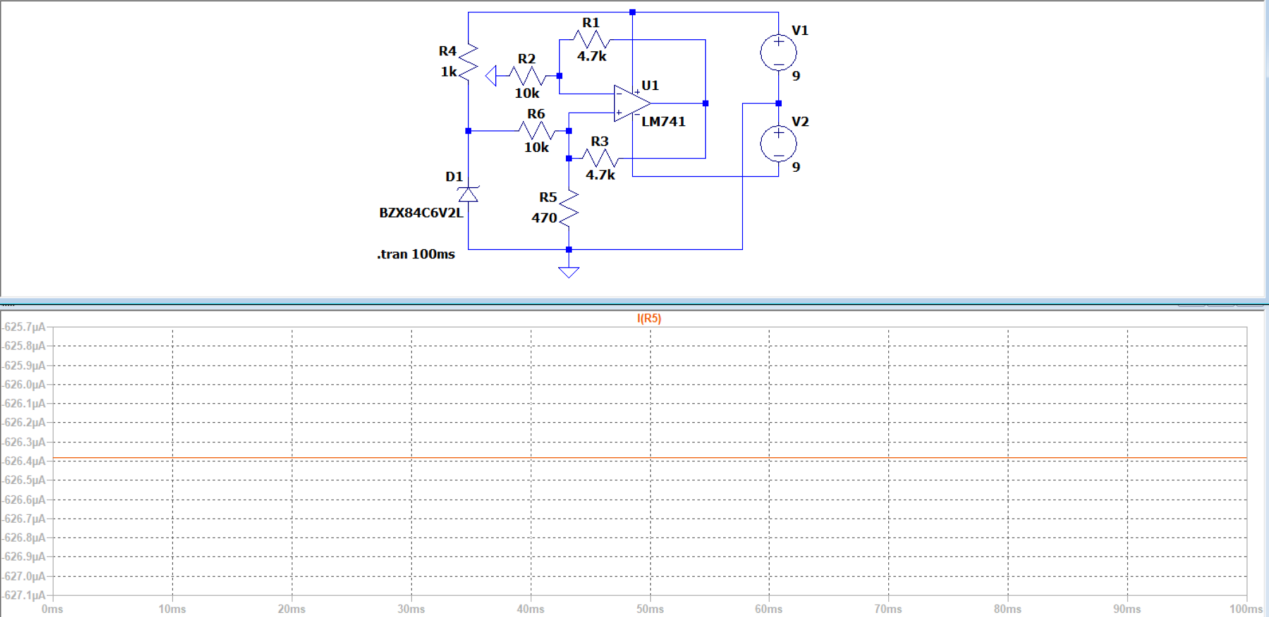 R1
V1
R4
4.7k
R2
1k
9
U1
10k
R6
LM741
V2
R3
10k
9
4.7k
D1
R5
BZX84C6V2L
470
.tran 100ms
I(R5)
-625.7µA
-625.8µA
-625.9µA
-626.0µA
-626.1µA
-626.2µA
-626.3µA
-626.4µA
-626.5µA
-626.6µA
-626.7µA
-626.8µA
-626.9µA
-627.0µA
-627.1µA
0ms 10ms 20ms 30ms 40ms 50ms 60ms 70ms 80ms 90ms 100ms